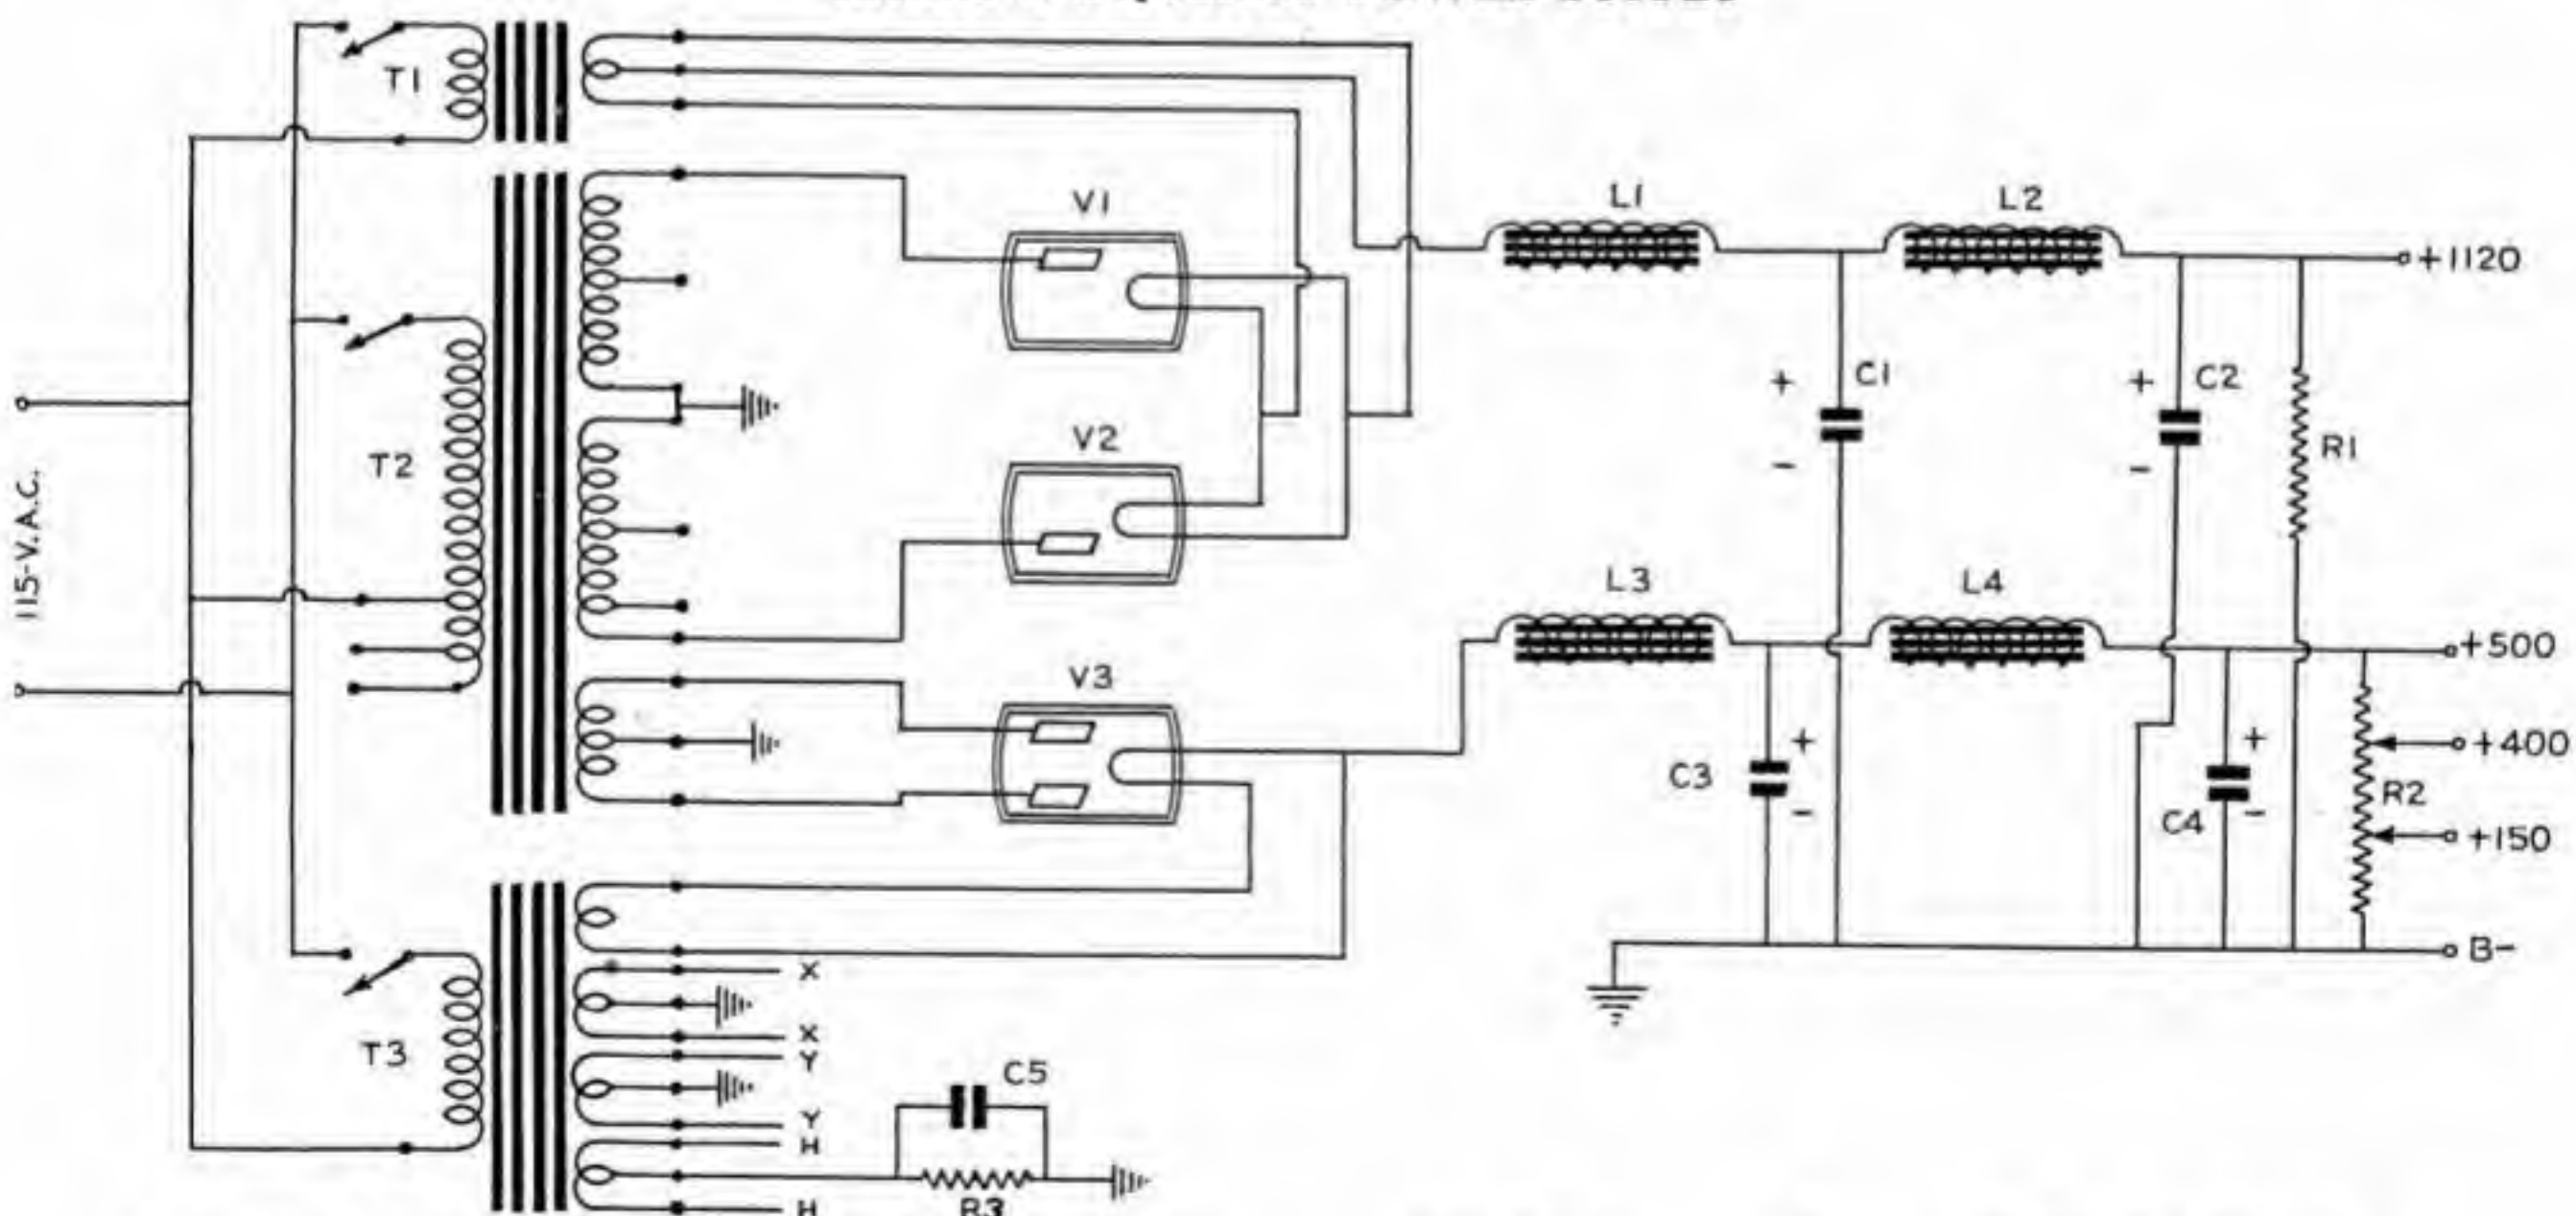 T1
V1
L1
L2
+1120
+
C1
+
C2
-
-
R1
115-V.A.C.
T2
V2
L3
L4
+500
V3
+
+
+400
C3
-
C4
-
R2
+150
B-
X
X
T3
Y
Y
C5
H
R3
H